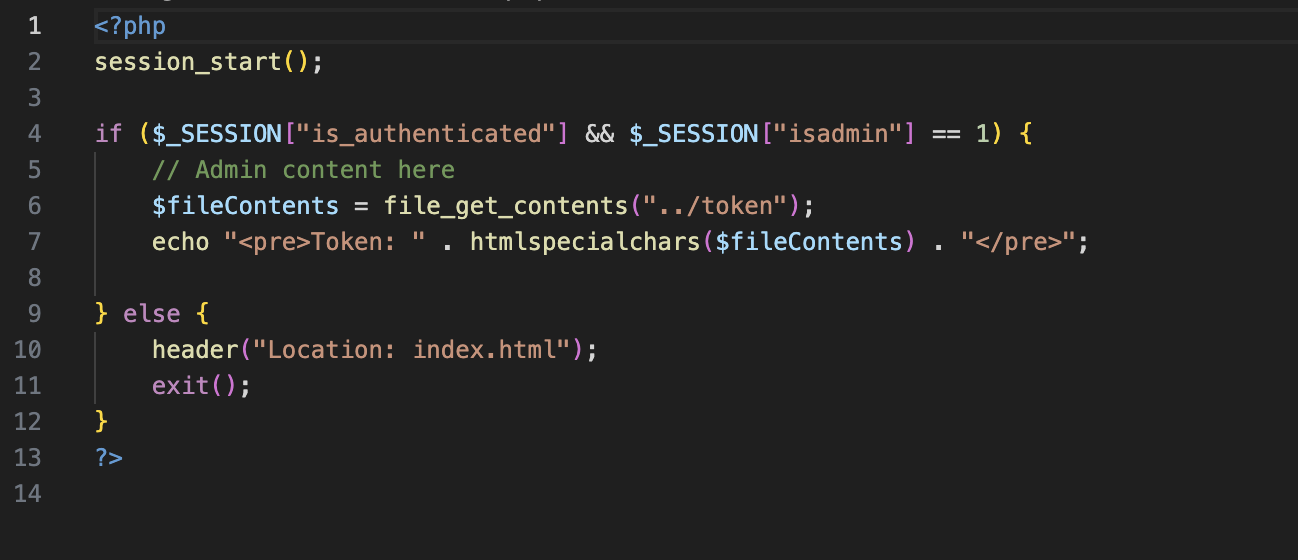 1 <?php
2 session_start();
3
4 if ($_SESSION["is_authenticated"] && $_SESSION["isadmin"] == 1) {
5     // Admin content here
6     $fileContents = file_get_contents("../token");
7     echo "<pre>Token: " . htmlspecialchars($fileContents) . "</pre>";
8
9 } else {
10     header("Location: index.html");
11     exit();
12 }
13 ?>
14